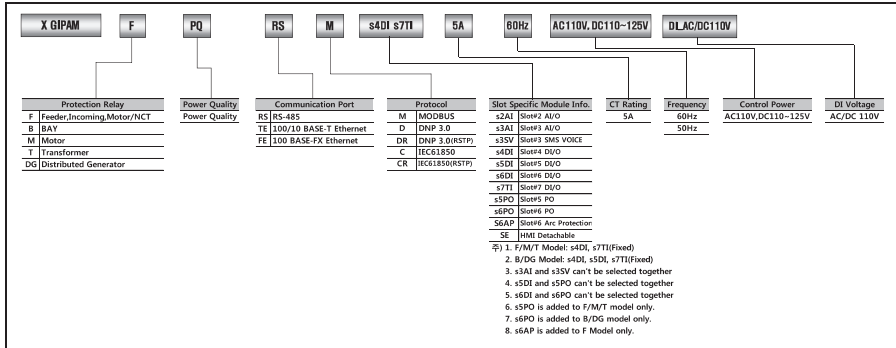 X GIPAM F PQ RS M s4DI s7TI 5A 60Hz AC110V, DC110~125V DI_AC/DC110V
Protection Relay
F Feeder,Incoming,Motor/NCT
B BAY
M Motor
T Transformer
DG Distributed Generator
Power Quality
Power Quality
Communication Port
RS RS-485
TE 100/10 BASE-T Ethernet
FE 100 BASE-FX Ethernet
Protocol
M MODBUS
D DNP 3.0
DR DNP 3.0(RSTP)
C IEC61850
CR IEC61850(RSTP)
Slot Specific Module Info.
s2AI Slot#2 AI/O
s3AI Slot#3 AI/O
s3SV Slot#3 SMS VOICE
s4DI Slot#4 DI/O
s5DI Slot#5 DI/O
s6DI Slot#6 DI/O
s7TI Slot#7 DI/O
s5PO Slot#5 PO
s6PO Slot#6 PO
S6AP Slot#6 Arc Protection
SE HMI Detachable
주) 1. F/M/T Model: s4DI, s7TI(Fixed)
2. B/DG Model: s4DI, s5DI, s7TI(Fixed)
3. s3AI and s3SV can't be selected together
4. s5DI and s5PO can't be selected together
5. s6DI and s6PO can't be selected together
6. s5PO is added to F/M/T model only.
7. s6PO is added to B/DG model only.
8. s6AP is added to F Model only.
CT Rating
5A
Frequency
60Hz
50Hz
Control Power
AC110V,DC110~125V
DI Voltage
AC/DC 110V